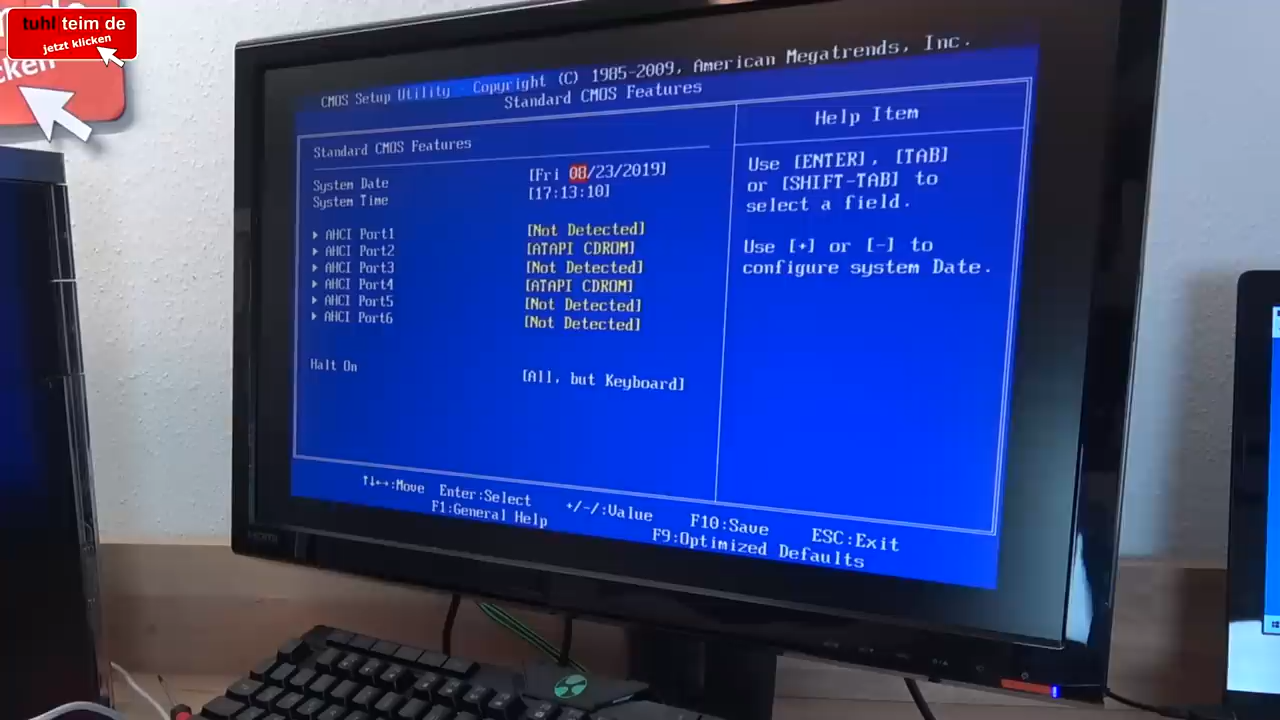 tuhl teim de
jetzt klicken
CMOS Setup Utility - Copyright (C) 1985-2009, American Megatrends, Inc.
Standard CMOS Features
Standard CMOS Features
System Date [Fri 08/23/2019]
System Time [17:13:10]
AHCI Port1 [Not Detected]
AHCI Port2 [ATAPI CDROM]
AHCI Port3 [Not Detected]
AHCI Port4 [ATAPI CDROM]
AHCI Port5 [Not Detected]
AHCI Port6 [Not Detected]
Halt On [All, but Keyboard]
Help Item
Use [ENTER], [TAB]
or [SHIFT-TAB] to
select a field.
Use [+] or [-] to
configure system Date.
↑↓←→:Move Enter:Select +/-/:Value F10:Save ESC:Exit
F1:General Help F9:Optimized Defaults
HDMI